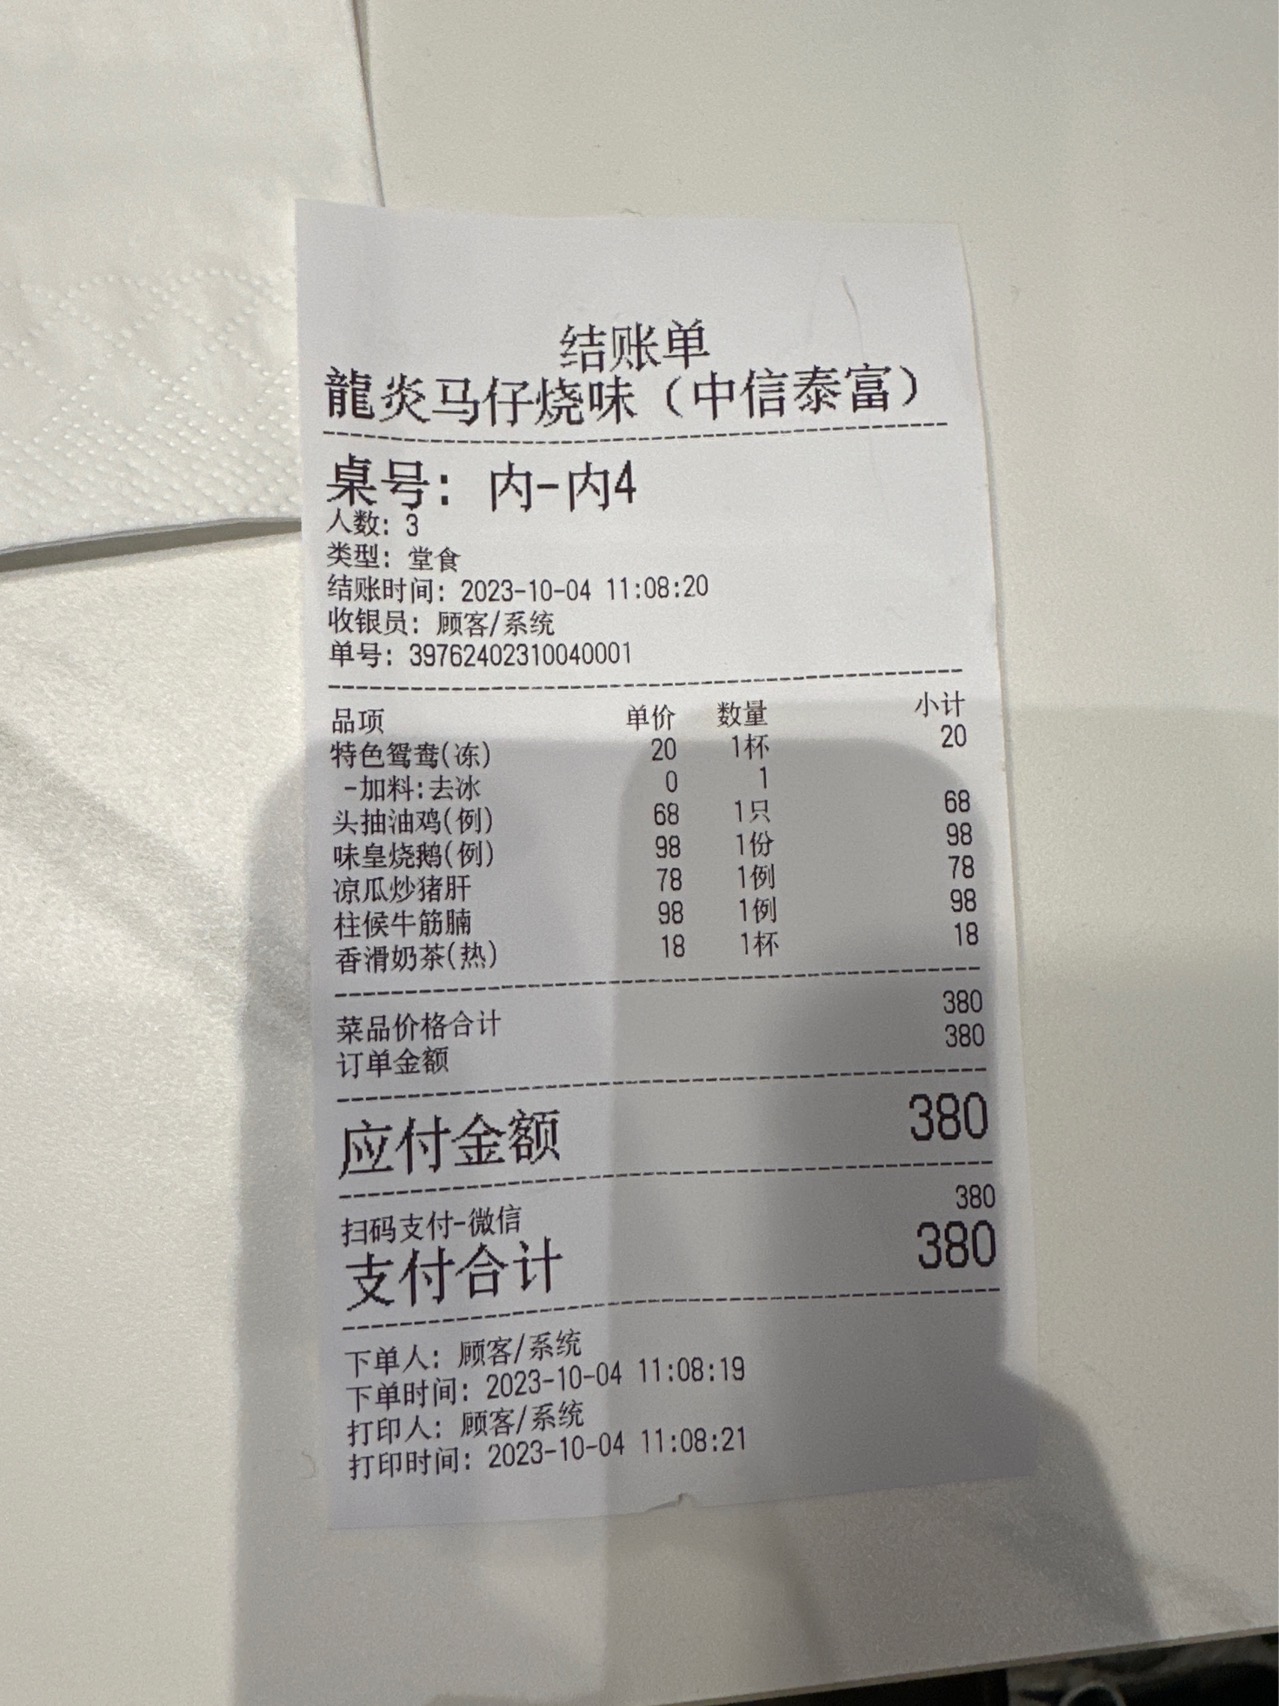 结账单
龍炎马仔烧味（中信泰富）
桌号: 内-内4
人数: 3
类型: 堂食
结账时间: 2023-10-04 11:08:20
收银员: 顾客/系统
单号: 39762402310040001
品项 单价 数量 小计
特色鸳鸯(冻) 20 1杯 20
-加料:去冰 0 1
头抽油鸡(例) 68 1只 68
味皇烧鹅(例) 98 1份 98
凉瓜炒猪肝 78 1例 78
柱候牛筋腩 98 1例 98
香滑奶茶(热) 18 1杯 18
菜品价格合计 380
订单金额 380
应付金额 380
扫码支付-微信 380
支付合计 380
下单人: 顾客/系统
下单时间: 2023-10-04 11:08:19
打印人: 顾客/系统
打印时间: 2023-10-04 11:08:21